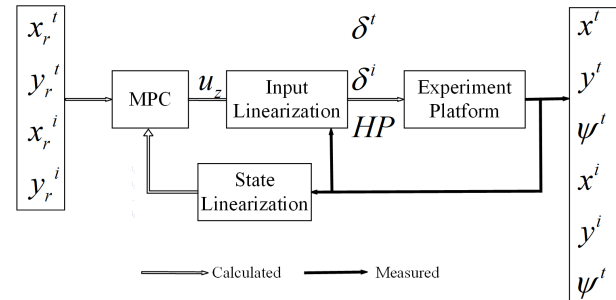 x_r^t
y_r^t
x_r^i
y_r^i
MPC
u_z
Input
Linearization
δ^t
δ^i
HP
Experiment
Platform
State
Linearization
x^t
y^t
ψ^t
x^i
y^i
ψ^t
Calculated
Measured